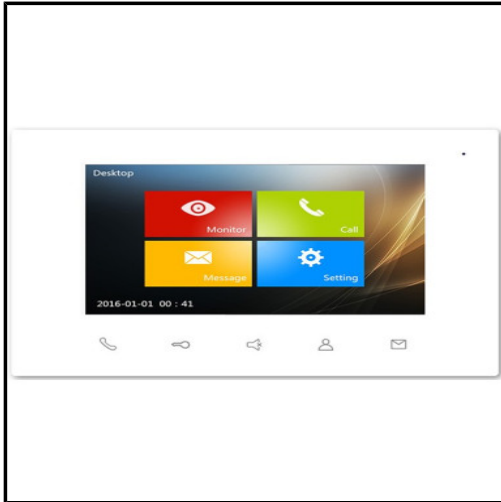 Desktop
Monitor
Call
Message
Setting
2016-01-01 00 : 41